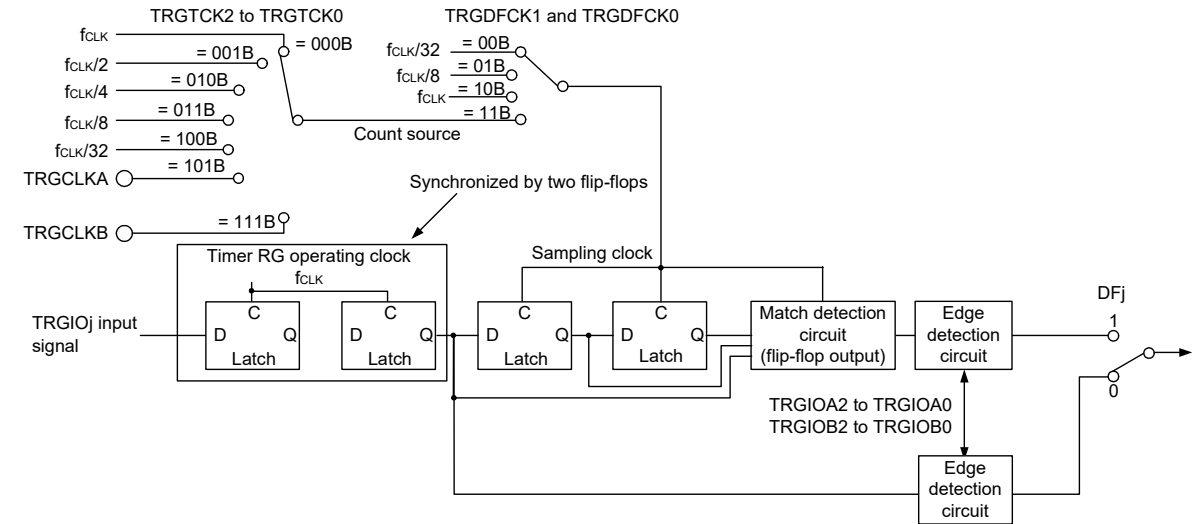 TRGTCK2 to TRGTCK0
fCLK
= 000B
fCLK/2
= 001B
fCLK/4
= 010B
fCLK/8
= 011B
fCLK/32
= 100B
TRGCLKA
= 101B
TRGCLKB
= 111B
TRGDFCK1 and TRGDFCK0
fCLK/32
= 00B
fCLK/8
= 01B
fCLK
= 10B
= 11B
Count source
Synchronized by two flip-flops
Timer RG operating clock
fCLK
Sampling clock
TRGIOj input
signal
C
D
Q
Latch
C
D
Q
Latch
C
D
Q
Latch
C
D
Q
Latch
Match detection
circuit
(flip-flop output)
Edge
detection
circuit
DFj
1
0
TRGIOA2 to TRGIOA0
TRGIOB2 to TRGIOB0
Edge
detection
circuit